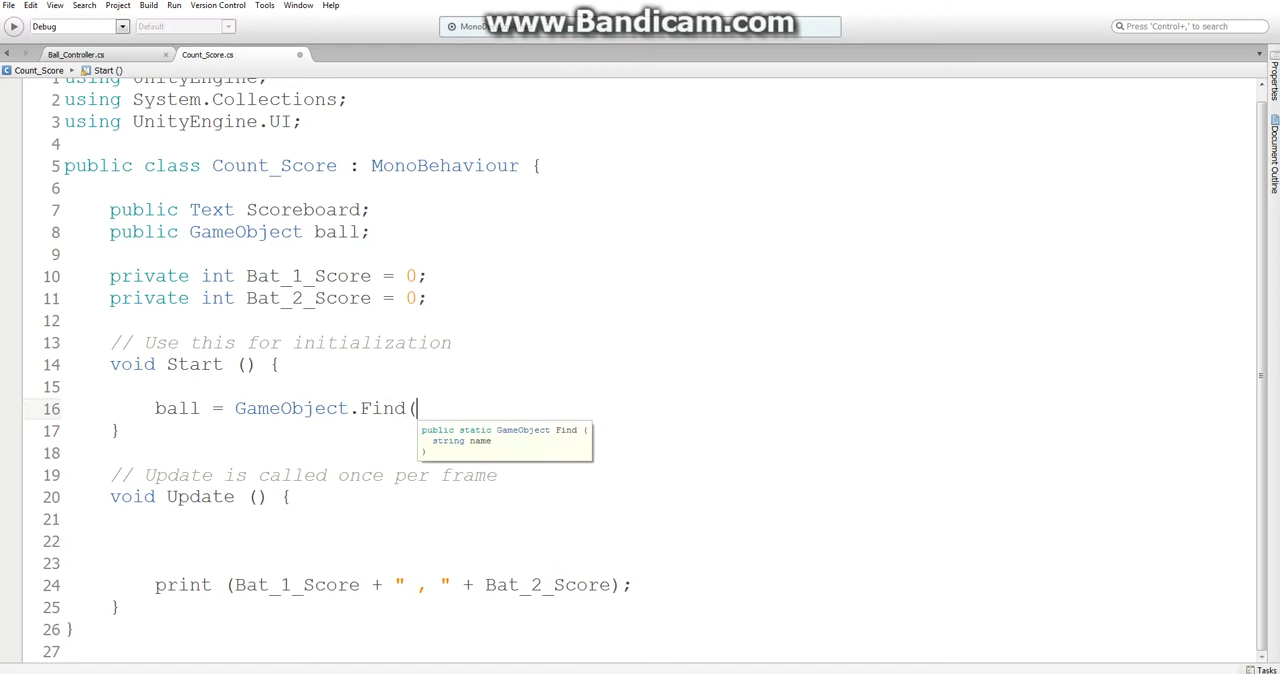 File Edit View Search Project Build Run Version Control Tools Window Help
Debug Default MonoD www.Bandicam.com Press 'Control+,' to search
Ball_Controller.cs Count_Score.cs
Count_Score Start ()
1 using UnityEngine;
2 using System.Collections;
3 using UnityEngine.UI;
4
5 public class Count_Score : MonoBehaviour {
6
7 public Text Scoreboard;
8 public GameObject ball;
9
10 private int Bat_1_Score = 0;
11 private int Bat_2_Score = 0;
12
13 // Use this for initialization
14 void Start () {
15
16 ball = GameObject.Find(
public static GameObject Find (
string name
)
17 }
18
19 // Update is called once per frame
20 void Update () {
21
22
23
24 print (Bat_1_Score + " , " + Bat_2_Score);
25 }
26 }
27
Properties
Document Outline
Tasks